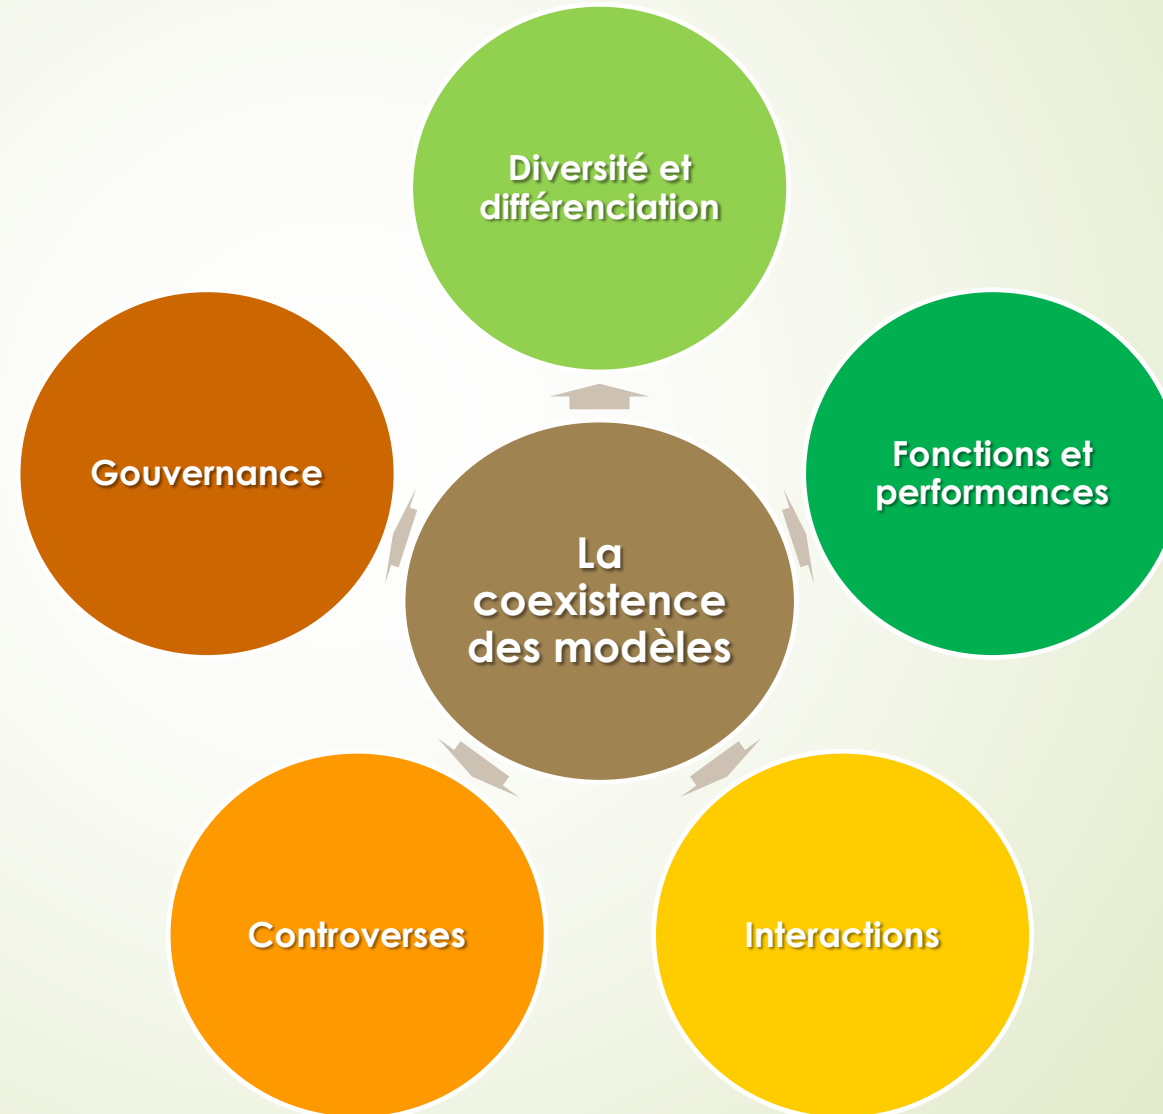 Diversité et
différenciation
Gouvernance
Fonctions et
performances
La
coexistence
des modèles
Controverses
Interactions